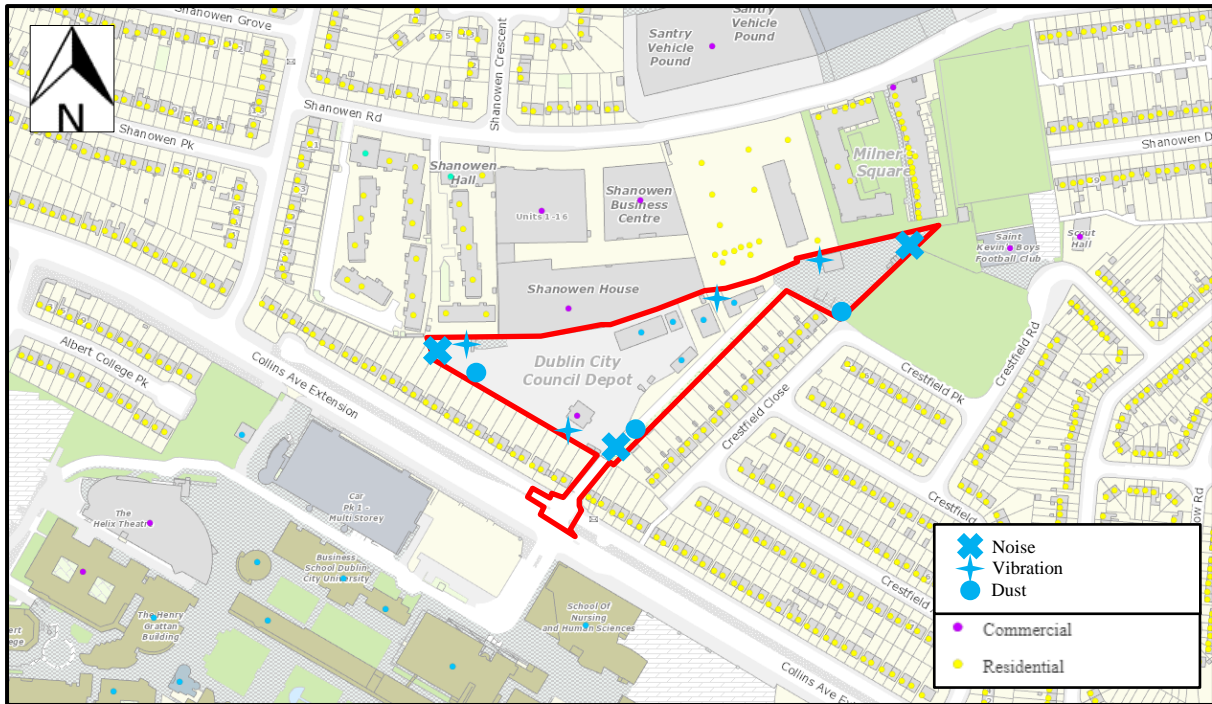 Shanowen Grove
Shanowen Crescent
Santry
Vehicle
Pound
Santry
Vehicle
Pound
N
Shanowen Rd
Shanowen Pk
Shanowen
Hall
Units 1-16
Shanowen
Business
Centre
Milner
Square
Shanowen D
Saint
Kevin's Boys
Football Club
Scout
Hall
Shanowen House
Dublin City
Council Depot
Albert College Pk
Collins Ave Extension
Crestfield Rd
Crestfield Pk
Crestfield Close
Crestfield
Crestfield
ow Rd
Car
Pk 1 -
Multi Storey
The
Helix Theatre
Business
School Dublin
City University
The Henry
Grattan
Building
School Of
Nursing
and Human Sciences
ert
ege
Collins Ave Extension
Noise
Vibration
Dust
Commercial
Residential